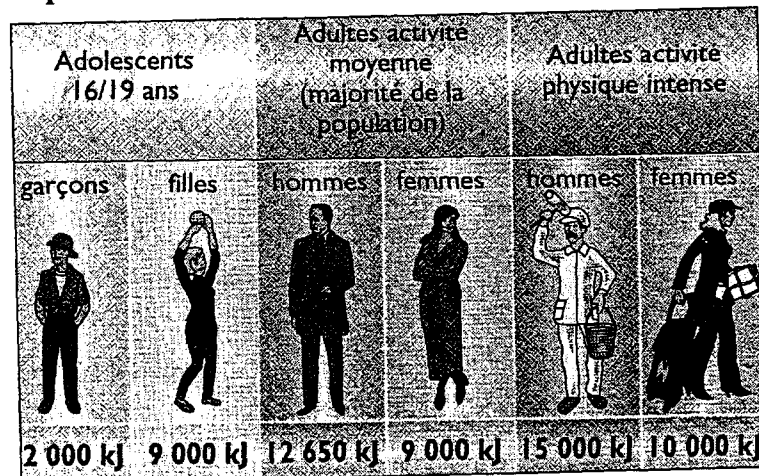 Adolescents
16/19 ans
Adultes activité
moyenne
(majorité de la
population)
Adultes activité
physique intense
garçons filles hommes femmes hommes femmes
2 000 kJ 9 000 kJ 12 650 kJ 9 000 kJ 15 000 kJ 10 000 kJ